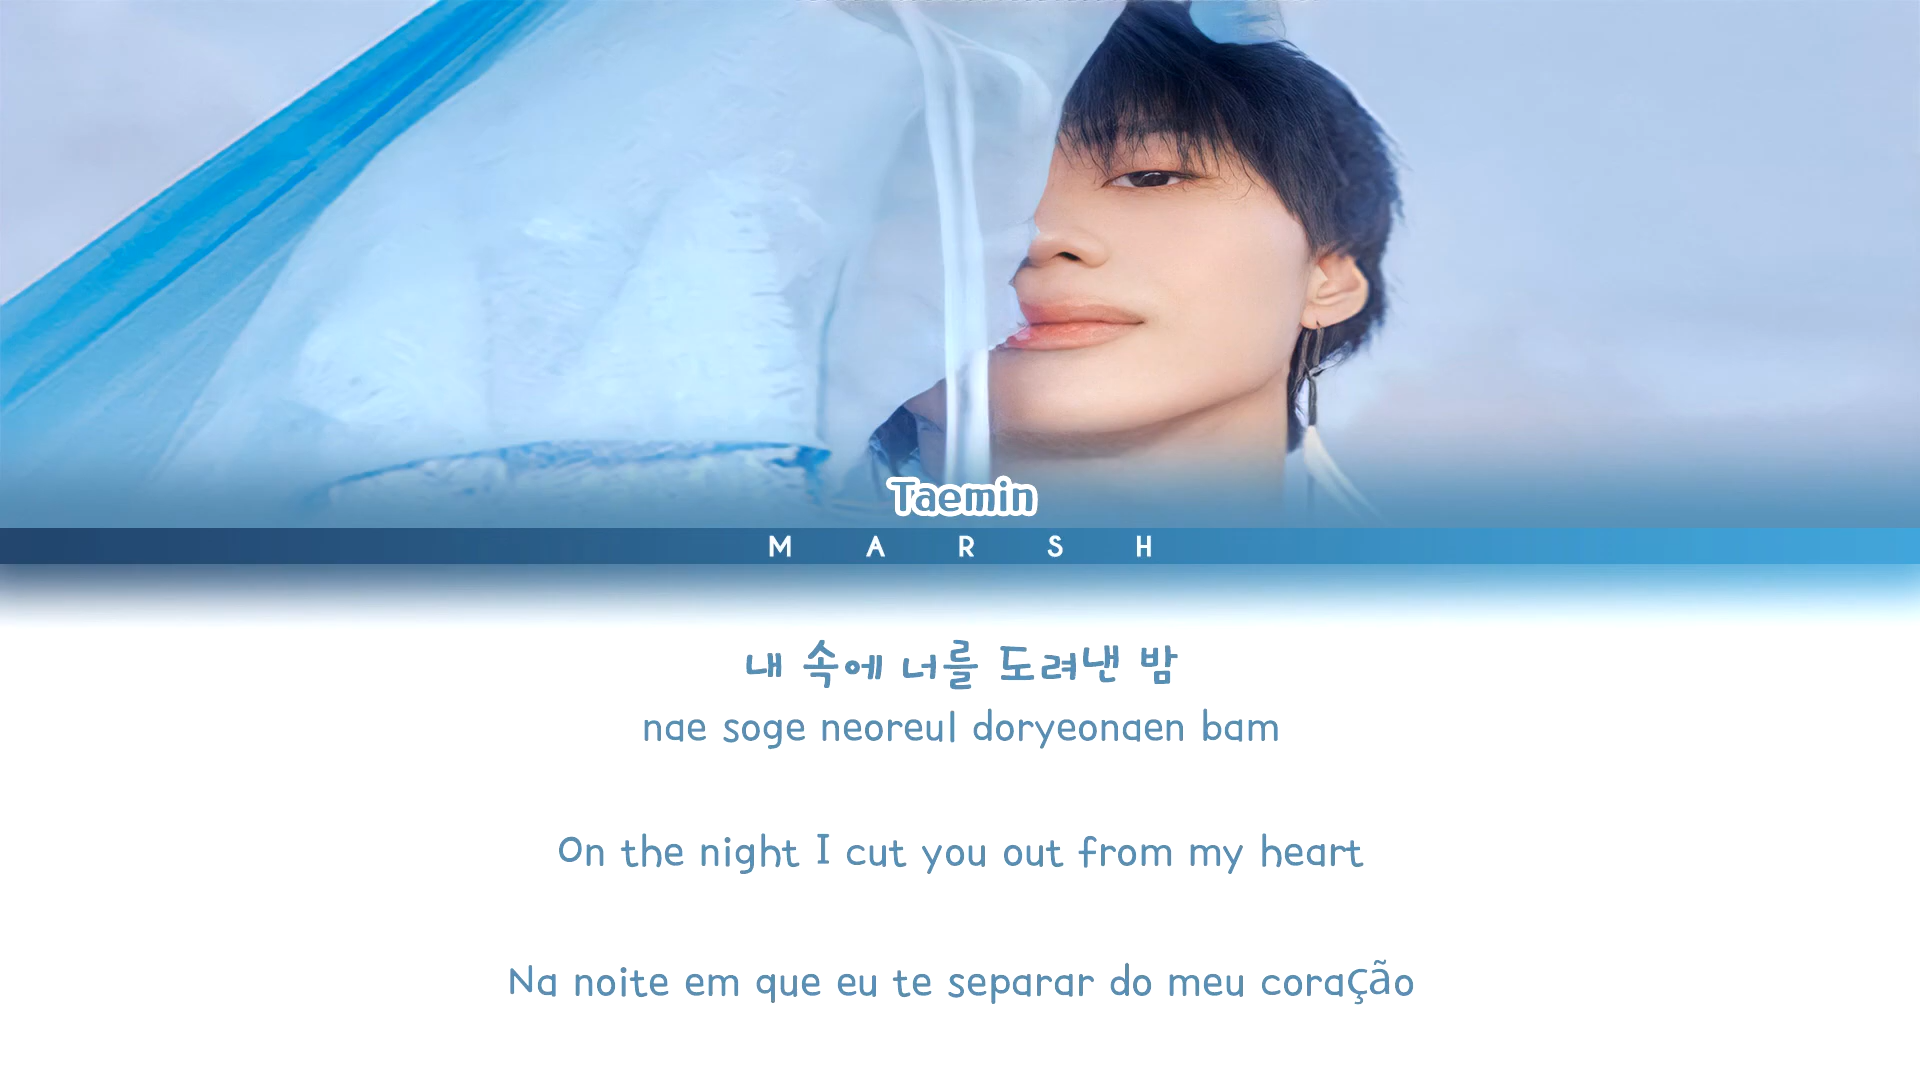 Taemin
M A R S H
내 속에 너를 도려낸 밤
nae soge neoreul doryeonaen bam
On the night I cut you out from my heart
Na noite em que eu te separar do meu coração